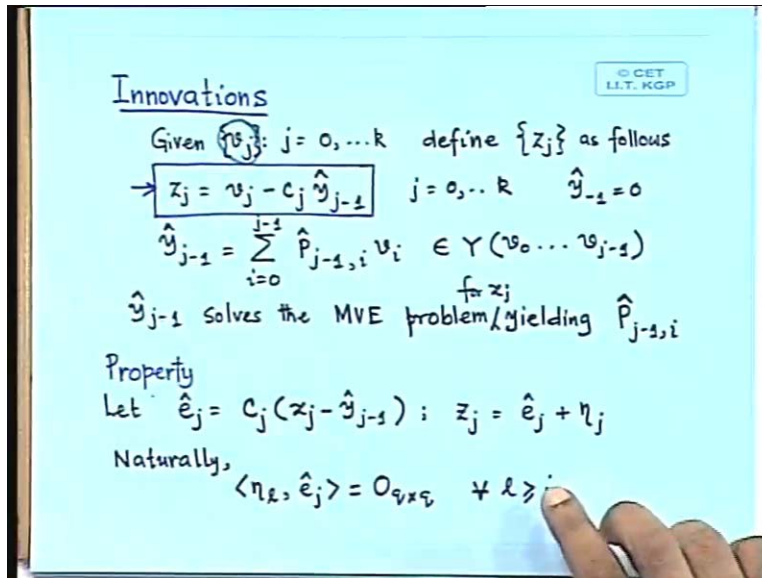 © CET
I.I.T. KGP
Innovations
Given {v_j}: j = 0, ... k define {z_j} as follows
→ z_j = v_j - C_j ŷ_{j-1} j = 0, .. k ŷ_{-1} = 0
ŷ_{j-1} = Σ_{i=0}^{j-1} P̂_{j-1,i} v_i ∈ Y(v_0 ... v_{j-1})
for x_j
ŷ_{j-1} solves the MVE problem/yielding P̂_{j-1,i}
Property
Let ê_j = C_j (x_j - ŷ_{j-1}) ; z_j = ê_j + η_j
Naturally,
⟨η_ℓ, ê_j⟩ = O_{q×q} ∀ ℓ ≥